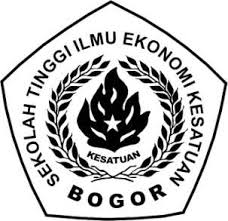 SEKOLAH TINGGI ILMU EKONOMI KESATUAN
KESATUAN
BOGOR